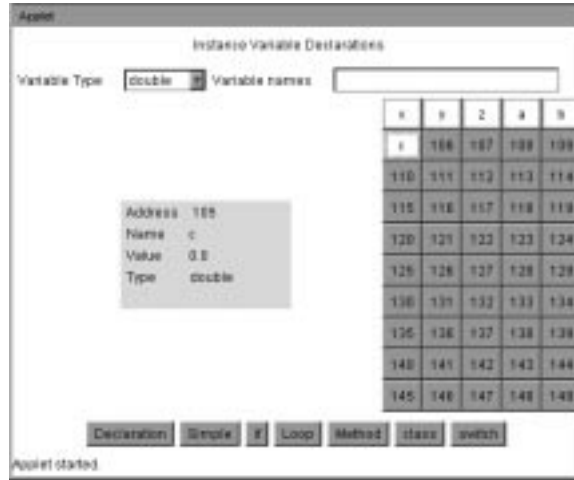 Applet
Instance Variable Declarations
Variable Type double Variable names
x y z a b
c 106 107 108 109
110 111 112 113 114
115 116 117 118 119
120 121 122 123 124
125 126 127 128 129
130 131 132 133 134
135 136 137 138 139
140 141 142 143 144
145 146 147 148 149
Address 105
Name c
Value 0.0
Type double
Declaration Simple if Loop Method class switch
Applet started.